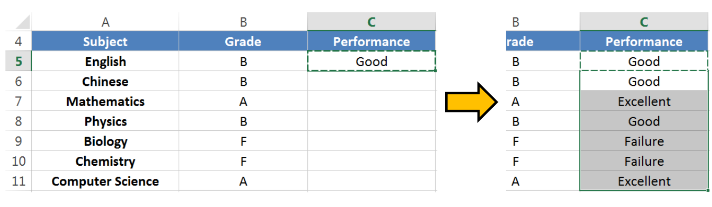 A B C
4 Subject Grade Performance
5 English B Good
6 Chinese B
7 Mathematics A
8 Physics B
9 Biology F
10 Chemistry F
11 Computer Science A
B C
rade Performance
B Good
B Good
A Excellent
B Good
F Failure
F Failure
A Excellent